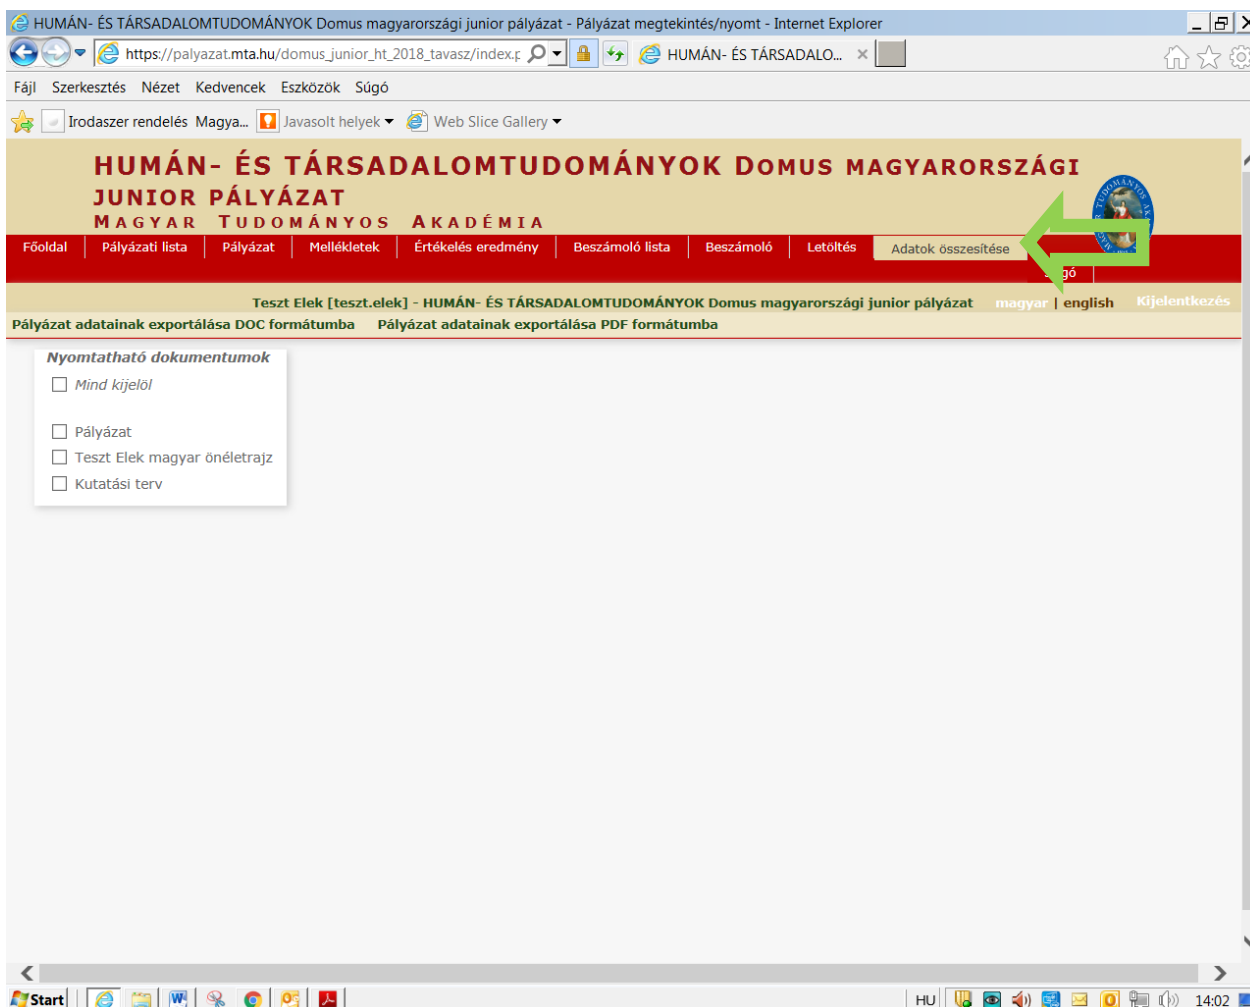 HUMÁN- ÉS TÁRSADALOMTUDOMÁNYOK Domus magyarországi junior pályázat - Pályázat megtekintés/nyomt - Internet Explorer
https://palyazat.mta.hu/domus_junior_ht_2018_tavasz/index.p HUMÁN- ÉS TÁRSADALO...
Fájl Szerkesztés Nézet Kedvencek Eszközök Súgó
Irodaszer rendelés Magya... Javasolt helyek Web Slice Gallery
HUMÁN- ÉS TÁRSADALOMTUDOMÁNYOK DOMUS MAGYARORSZÁGI
JUNIOR PÁLYÁZAT
MAGYAR TUDOMÁNYOS AKADÉMIA
Főoldal Pályázati lista Pályázat Mellékletek Értékelés eredmény Beszámoló lista Beszámoló Letöltés Adatok összesítése
Súgó
Teszt Elek [teszt.elek] - HUMÁN- ÉS TÁRSADALOMTUDOMÁNYOK Domus magyarországi junior pályázat magyar | english Kijelentkezés
Pályázat adatainak exportálása DOC formátumba Pályázat adatainak exportálása PDF formátumba
Nyomtatható dokumentumok
Mind kijelöl
Pályázat
Teszt Elek magyar önéletrajz
Kutatási terv
Start HU 14:02